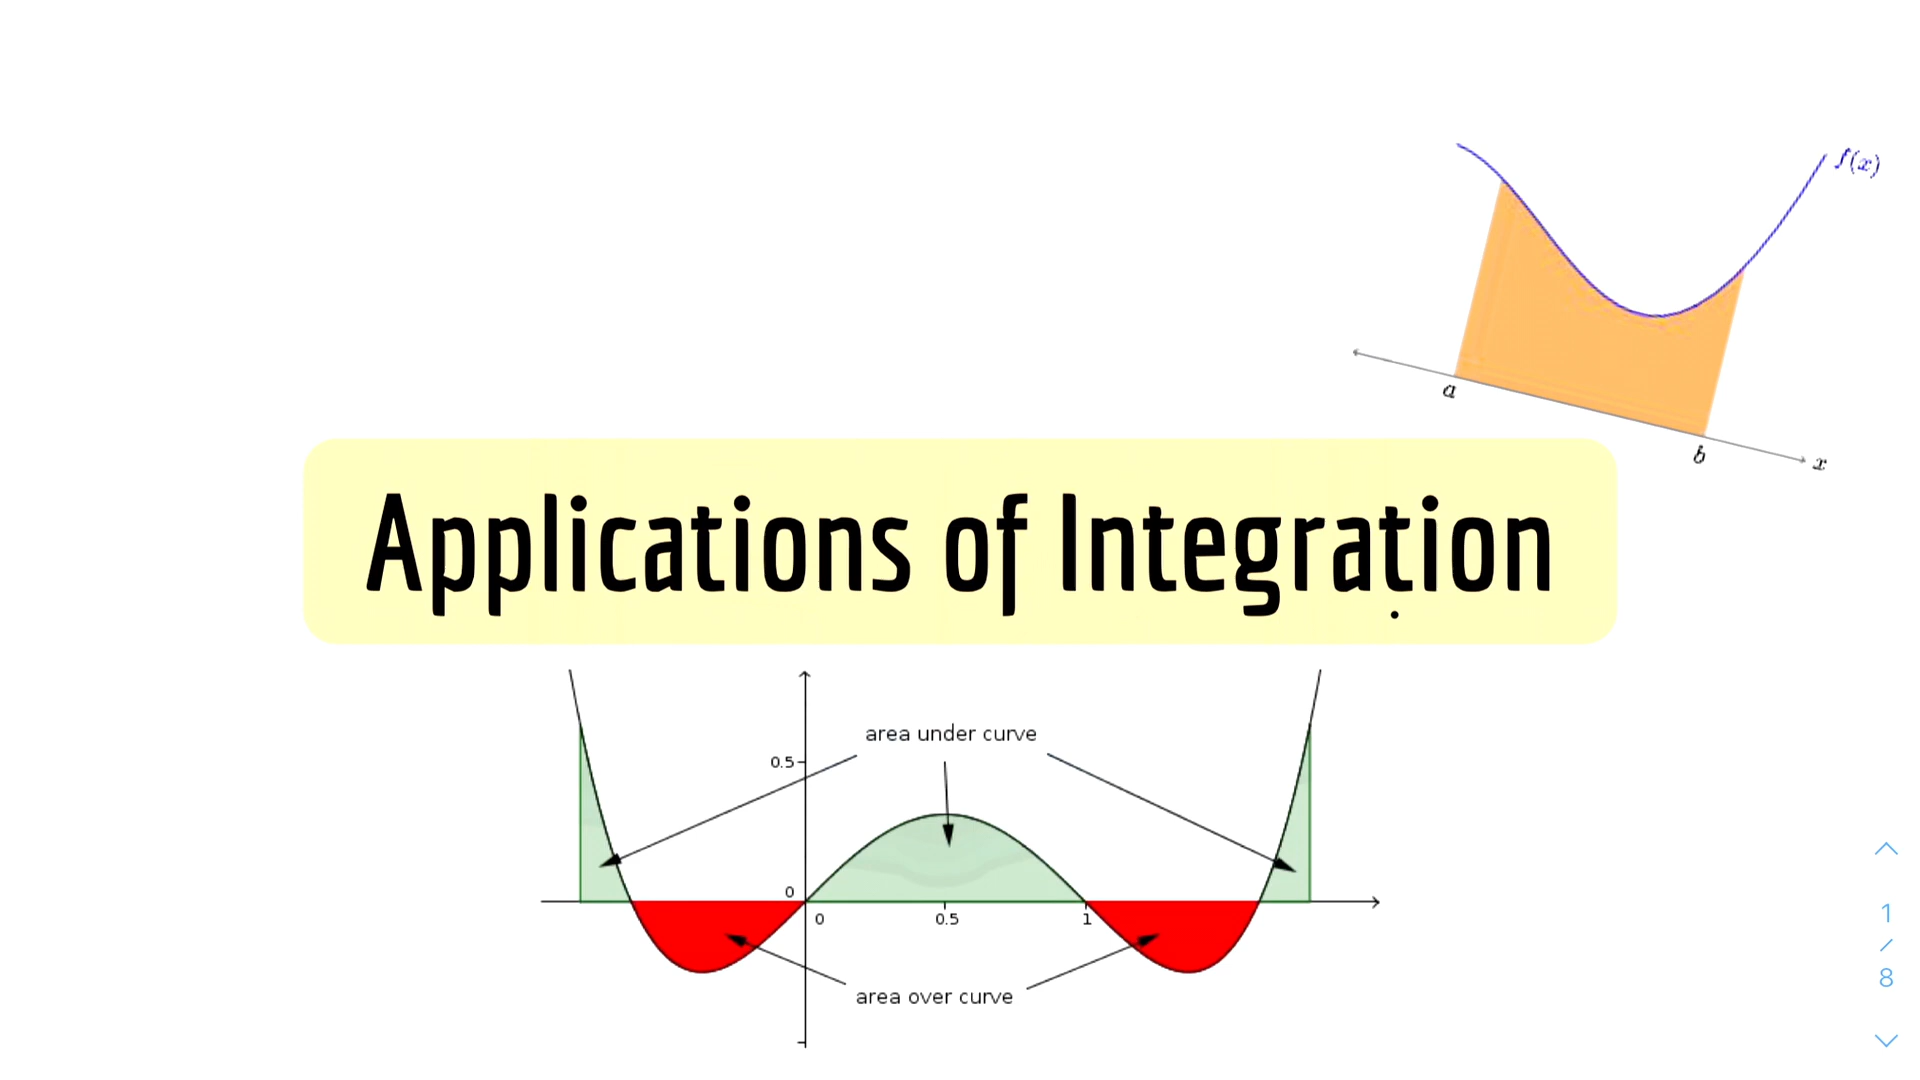 f(x)
a
b
x
Applications of Integration
area under curve
0.5
0
0
0.5
1
area over curve
1
/
8